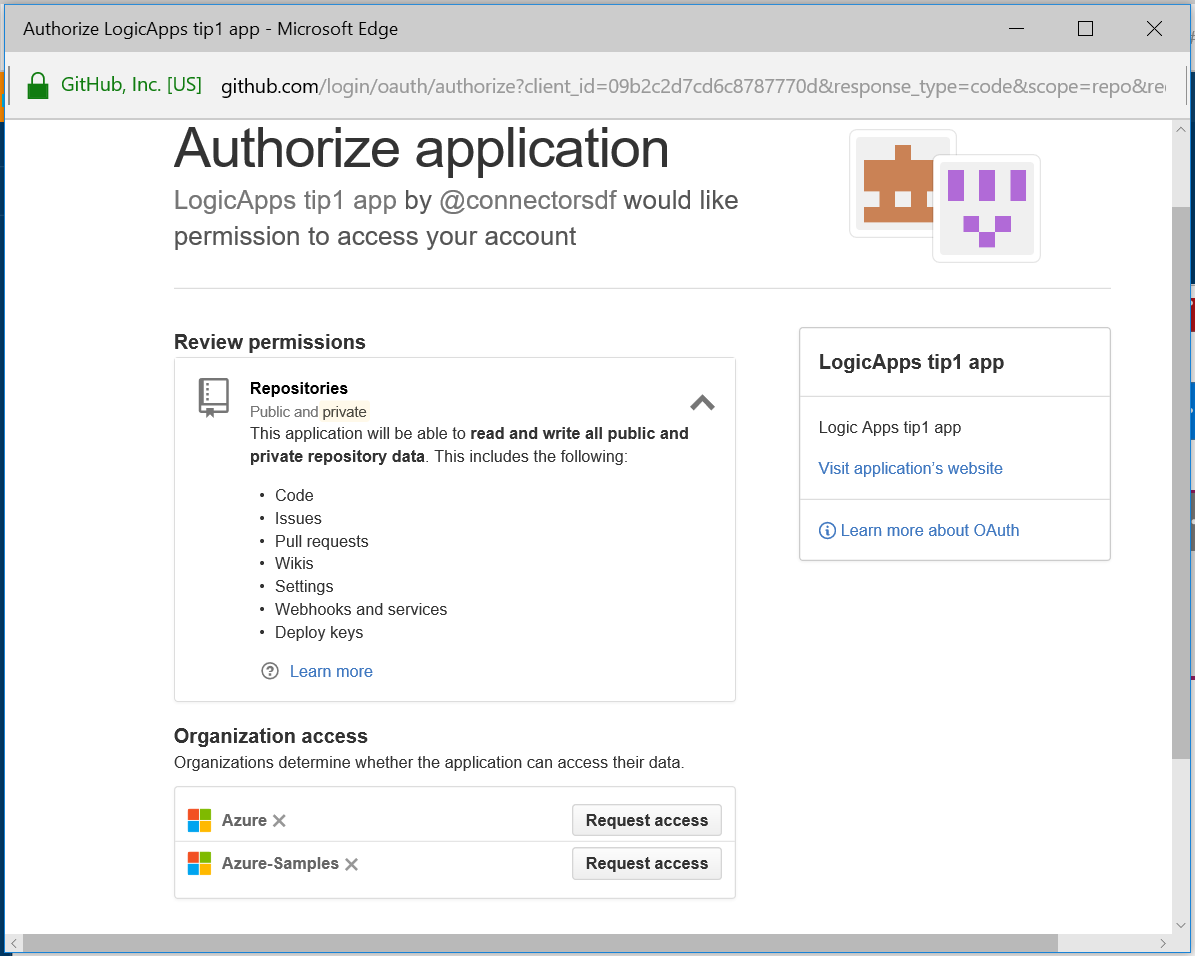 Authorize LogicApps tip1 app - Microsoft Edge
GitHub, Inc. [US] github.com/login/oauth/authorize?client_id=09b2c2d7cd6c8787770d&response_type=code&scope=repo&re
Authorize application
LogicApps tip1 app by @connectorsdf would like
permission to access your account
Review permissions
Repositories
Public and private
This application will be able to read and write all public and
private repository data. This includes the following:
• Code
• Issues
• Pull requests
• Wikis
• Settings
• Webhooks and services
• Deploy keys
Learn more
LogicApps tip1 app
Logic Apps tip1 app
Visit application's website
Learn more about OAuth
Organization access
Organizations determine whether the application can access their data.
Azure Request access
Azure-Samples Request access